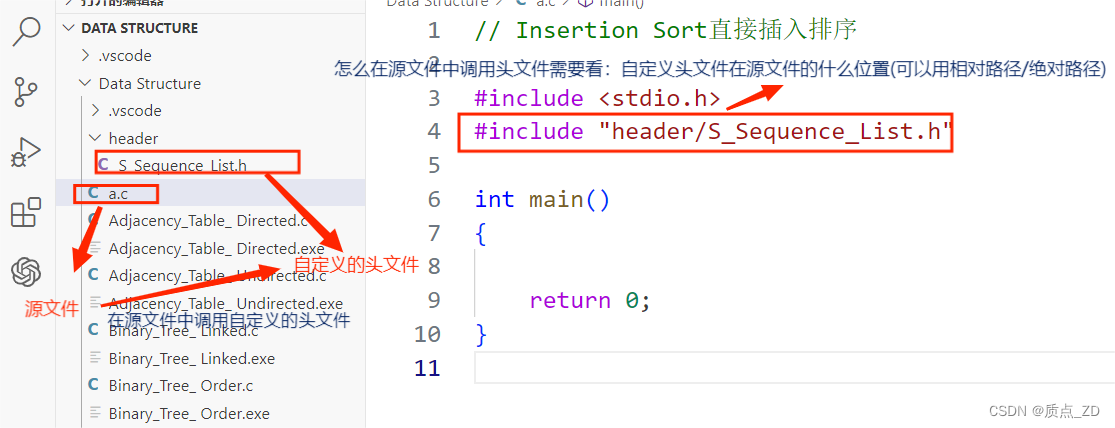 打开的编辑器
DATA STRUCTURE
.vscode
Data Structure
.vscode
header
C S_Sequence_List.h
C a.c
C Adjacency_Table_ Directed.c
Adjacency_Table_ Directed.exe
C Adjacency_Table_ Undirected.c
Adjacency_Table_ Undirected.exe
C Binary_Tree_ Linked.c
Binary_Tree_ Linked.exe
C Binary_Tree_ Order.c
Binary_Tree_ Order.exe
源文件
自定义的头文件
在源文件中调用自定义的头文件
Data Structure > C a.c > main()
1 // Insertion Sort直接插入排序
2
怎么在源文件中调用头文件需要看：自定义头文件在源文件的什么位置(可以用相对路径/绝对路径)
3 #include <stdio.h>
4 #include "header/S_Sequence_List.h"
5
6 int main()
7 {
8
9 return 0;
10 }
11
CSDN @质点_ZD